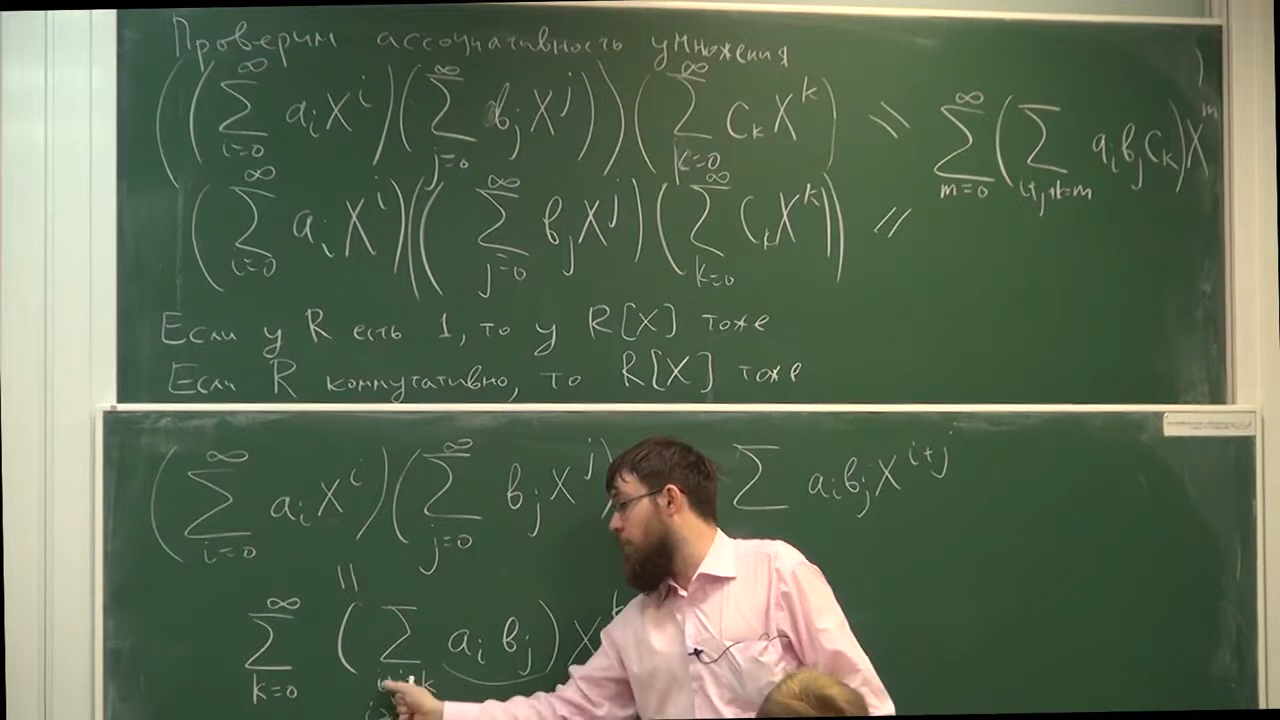 Проверим ассоциативность умножения
((∑_{i=0}^{∞} a_i X^i)(∑_{j=0}^{∞} b_j X^j))(∑_{k=0}^{∞} c_k X^k) = ∑_{m=0}^{∞} (∑_{i+j+k=m} a_i b_j c_k) X^m
(∑_{i=0}^{∞} a_i X^i)((∑_{j=0}^{∞} b_j X^j)(∑_{k=0}^{∞} c_k X^k)) =
Если у R есть 1, то у R[X] тоже
Если R коммутативно, то R[X] тоже
(∑_{i=0}^{∞} a_i X^i)(∑_{j=0}^{∞} b_j X^j) ∑ a_i b_j X^{i+j}
=
∑_{k=0}^{∞} (∑ a_i b_j) X^k